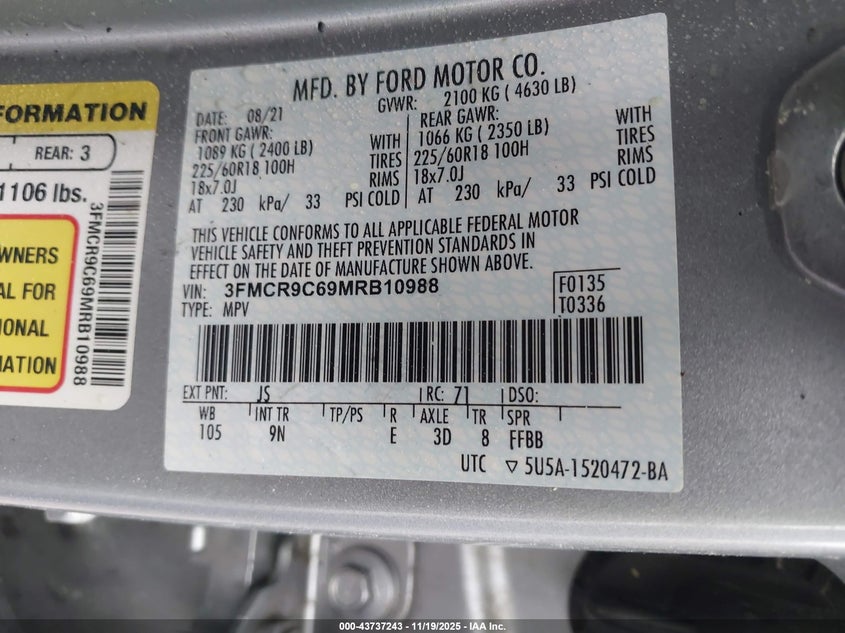 FORMATION
REAR: 3
1106 lbs.
WNERS
AL FOR
IONAL
MATION
3FMCR9C69MRB10988
MFD. BY FORD MOTOR CO.
GVWR: 2100 KG ( 4630 LB)
DATE: 08/21
FRONT GAWR: WITH
1089 KG ( 2400 LB) TIRES
225/60R18 100H RIMS
18x7.0J
AT 230 kPa/ 33 PSI COLD
REAR GAWR: WITH
1066 KG ( 2350 LB) TIRES
225/60R18 100H RIMS
18x7.0J
AT 230 kPa/ 33 PSI COLD
THIS VEHICLE CONFORMS TO ALL APPLICABLE FEDERAL MOTOR
VEHICLE SAFETY AND THEFT PREVENTION STANDARDS IN
EFFECT ON THE DATE OF MANUFACTURE SHOWN ABOVE.
VIN: 3FMCR9C69MRB10988 F0135
TYPE: MPV T0336
EXT PNT: JS RC: 71 DSO:
WB INT TR TP/PS R AXLE TR SPR
105 9N E 3D 8 FFBB
UTC ▽ 5U5A-1520472-BA
000-43737243 - 11/19/2025 - IAA Inc.